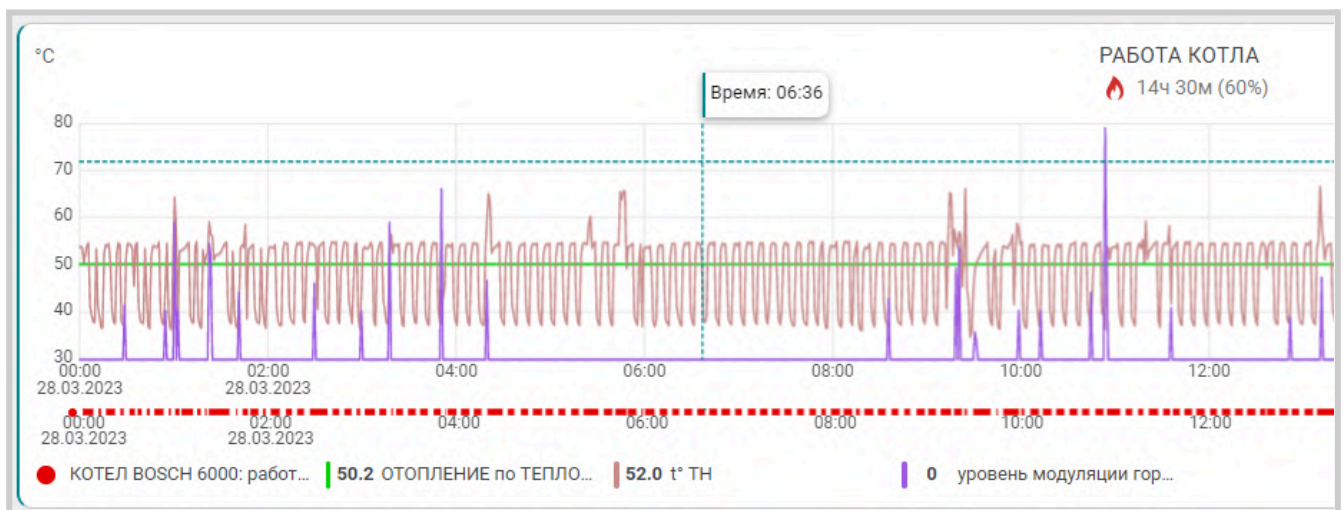 °C
РАБОТА КОТЛА
14ч 30м (60%)
Время: 06:36
80
70
60
50
40
30
00:00 02:00 04:00 06:00 08:00 10:00 12:00
28.03.2023 28.03.2023
00:00 02:00 04:00 06:00 08:00 10:00 12:00
28.03.2023 28.03.2023
КОТЕЛ BOSCH 6000: работ... 50.2 ОТОПЛЕНИЕ по ТЕПЛО... 52.0 t° ТН 0 уровень модуляции гор...